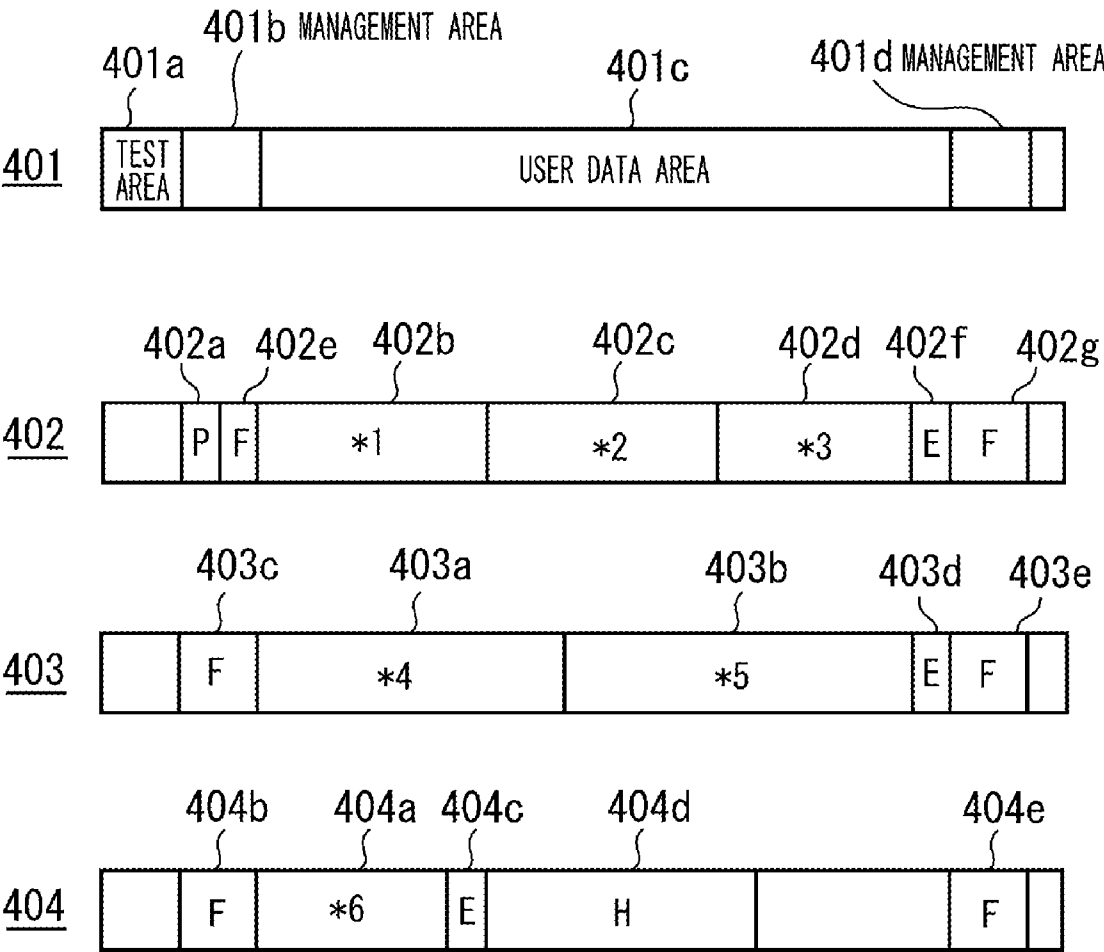 401b MANAGEMENT AREA
401a 401c 401d MANAGEMENT AREA
401 TEST AREA USER DATA AREA
402a 402e 402b 402c 402d 402f 402g
402 P F *1 *2 *3 E F
403c 403a 403b 403d 403e
403 F *4 *5 E F
404b 404a 404c 404d 404e
404 F *6 E H F